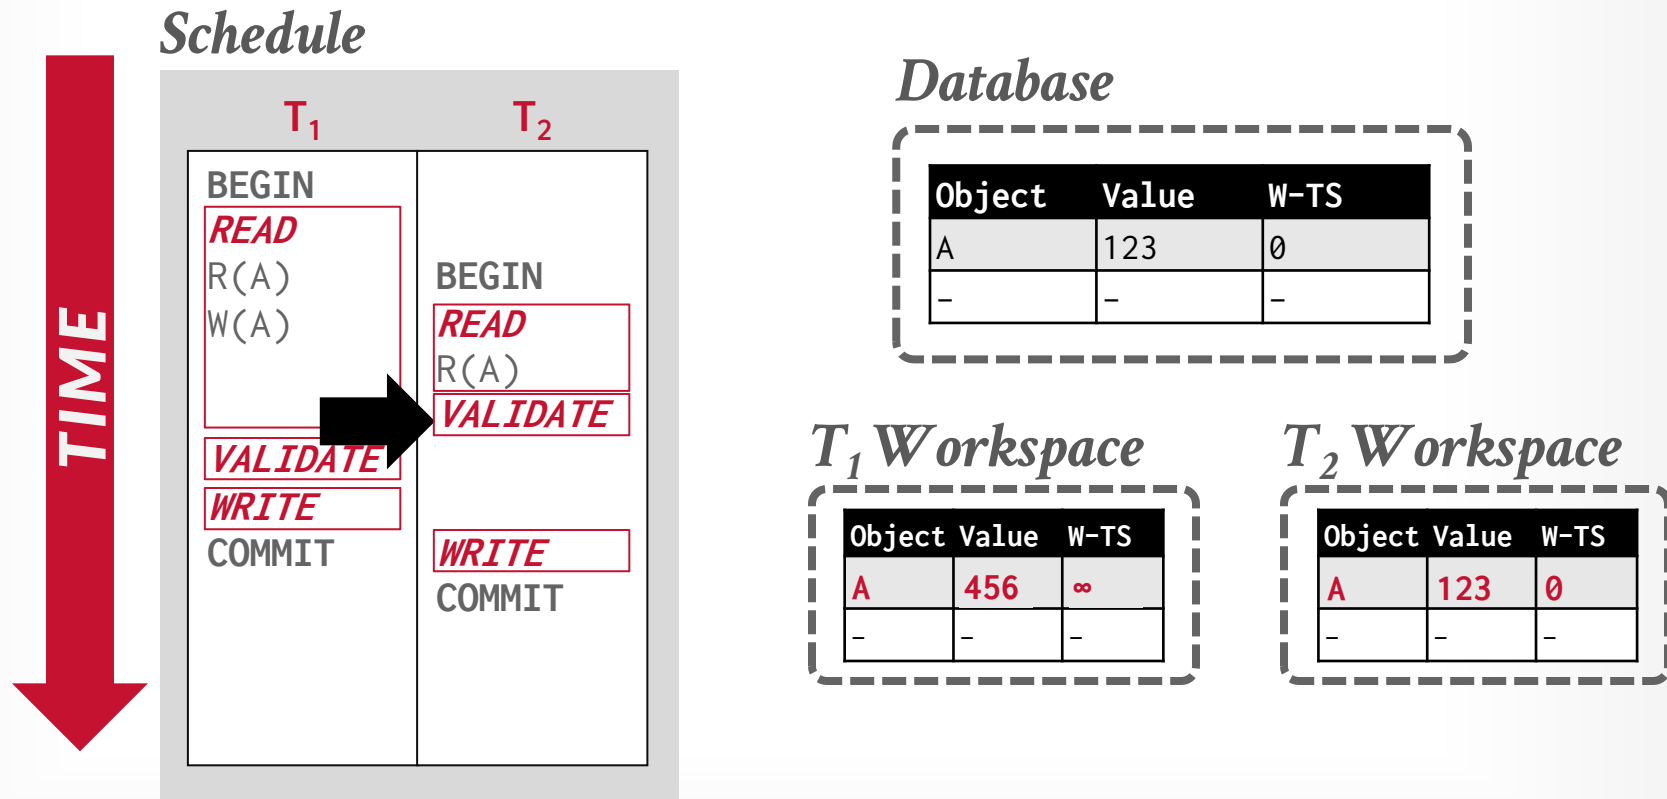 Schedule
TIME
T1 T2
BEGIN
READ
R(A) BEGIN
W(A) READ
R(A)
VALIDATE
VALIDATE
WRITE
COMMIT WRITE
COMMIT
Database
Object Value W-TS
A 123 0
- - -
T1 Workspace
Object Value W-TS
A 456 ∞
- - -
T2 Workspace
Object Value W-TS
A 123 0
- - -